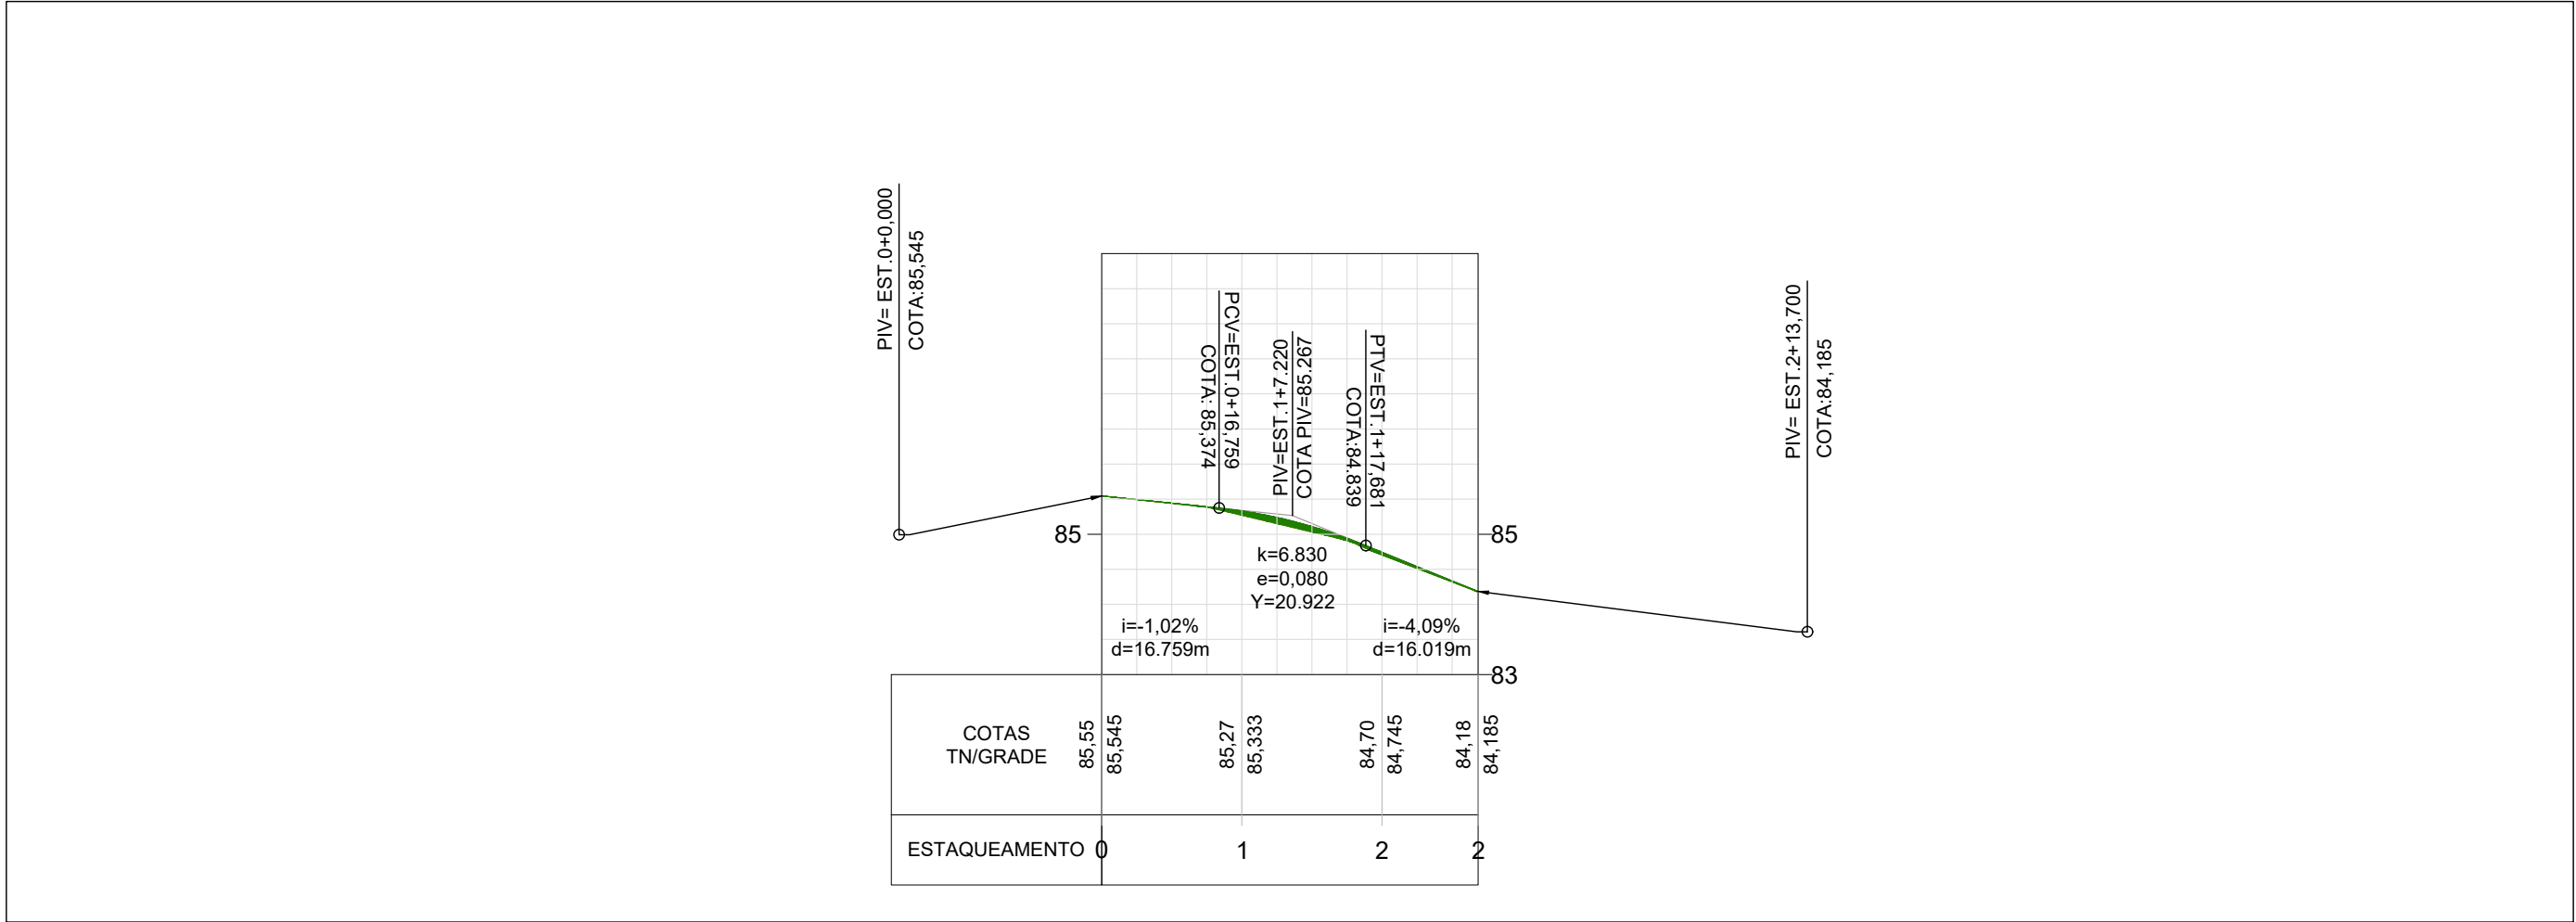 PIV= EST.0+0,000
COTA:85,545
PCV=EST.0+16,759
COTA: 85,374
PIV=EST.1+7.220
COTA PIV=85.267
PTV=EST.1+17,681
COTA:84.839
PIV= EST.2+13,700
COTA:84,185
85
85
k=6.830
e=0,080
Y=20.922
i=-1,02%
d=16.759m
i=-4,09%
d=16.019m
83
COTAS
TN/GRADE
85,55
85,545
85,27
85,333
84,70
84,745
84,18
84,185
ESTAQUEAMENTO 0 1 2 2